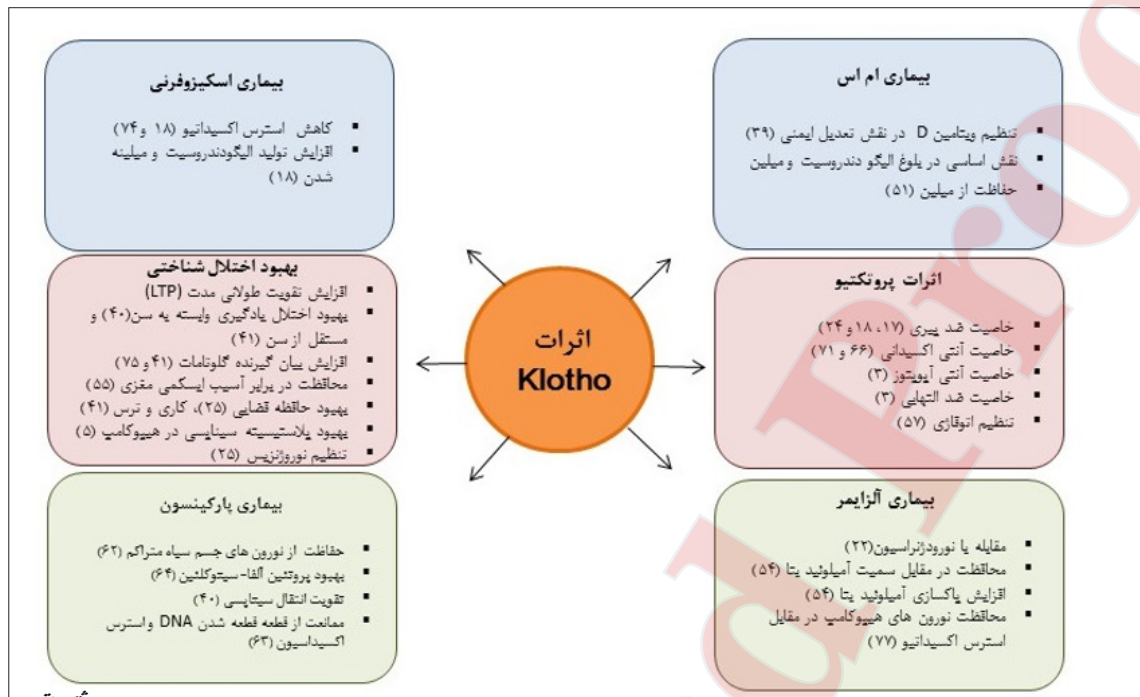 بیماری ام اس
تنظیم ویتامین D در نقش تعدیل ایمنی (۳۹)
نقش اساسی در بلوغ الیگو دندروسیت و میلین
حفاظت از میلین (۵۱)
بیماری اسکیزوفرنی
کاهش استرس اکسیداتیو (۱۸ و ۷۴)
افزایش تولید الیگودندروسیت و میلینه
شدن (۱۸)
اثرات پروتکتیو
خاصیت ضد پیری (۱۷، ۱۸ و ۲۴)
خاصیت آنتی اکسیدانی (۶۶ و ۷۱)
خاصیت آنتی آپوپتوز (۳)
خاصیت ضد التهابی (۳)
تنظیم اتوفاژی (۵۷)
اثرات
Klotho
بهبود اختلال شناختی
افزایش تقویت طولانی مدت (LTP)
بهبود اختلال یادگیری وابسته به سن(۴۰) و
مستقل از سن (۴۱)
افزایش بیان گیرنده گلوتامات (۴۱ و ۷۵)
محافظت در برابر آسیب ایسکمی مغزی (۵۵)
بهبود حافظه فضایی (۲۵)، کاری و ترس (۴۱)
بهبود پلاستیسیته سیناپسی در هیپوکامپ (۵)
تنظیم نوروژنزیس (۲۵)
بیماری آلزایمر
مقابله با نورودژنراسیون(۲۲)
محافظت در مقابل سمیت آمیلوئید بتا (۵۴)
افزایش پاکسازی آمیلوئید بتا (۵۴)
محافظت نورون های هیپوکامپ در مقابل
استرس اکسیداتیو (۷۷)
بیماری پارکینسون
حفاظت از نورون های جسم سیاه متراکم (۶۲)
بهبود پروتئین آلفا-سیتوکلئین (۶۴)
تقویت انتقال سیناپسی (۴۰)
ممانعت از قطعه قطعه شدن DNA و استرس
اکسیداسیون (۶۳)
d Proo